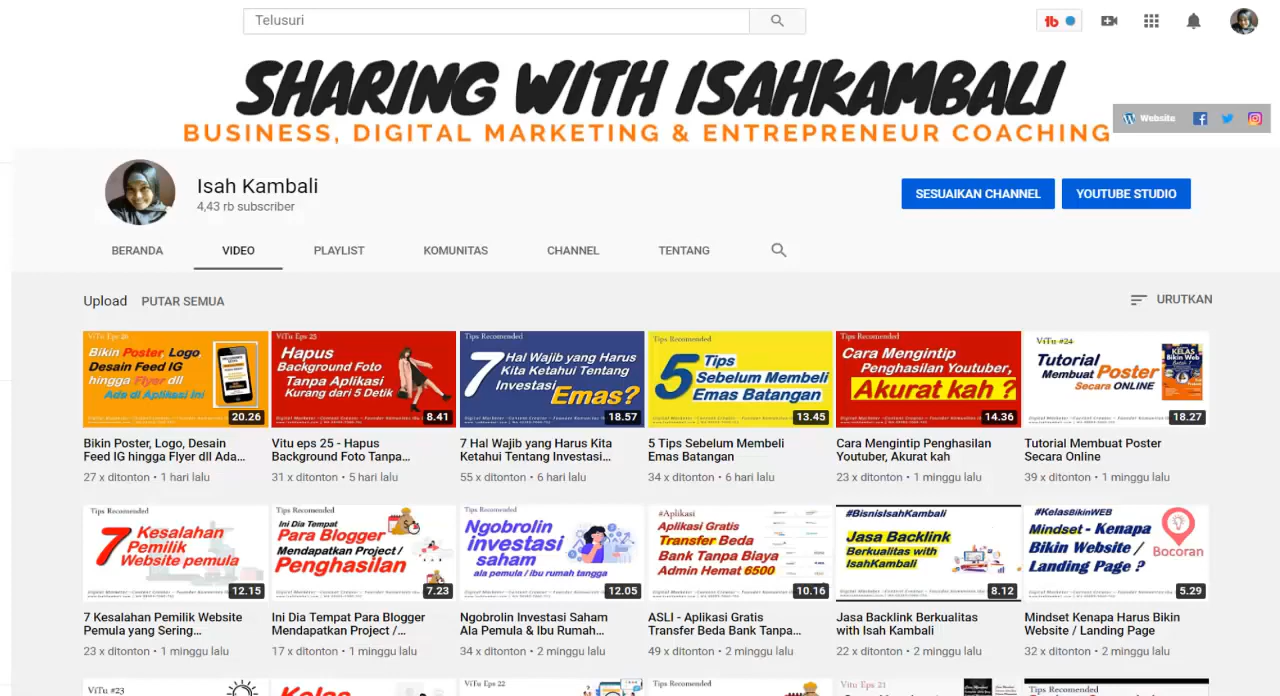 Telusuri
SHARING WITH ISAHKAMBALI
BUSINESS, DIGITAL MARKETING & ENTREPRENEUR COACHING
Website
Isah Kambali
4,43 rb subscriber
SESUAIKAN CHANNEL
YOUTUBE STUDIO
BERANDA VIDEO PLAYLIST KOMUNITAS CHANNEL TENTANG
Upload PUTAR SEMUA
URUTKAN
ViTu Eps 26
Bikin Poster, Logo
Desain Feed IG
hingga Flyer dll
Ada di Aplikasi ini
20.26
ViTu Eps 25
Hapus
Background Foto
Tanpa Aplikasi
Kurang dari 5 Detik
8.41
Tips Recomended
7 Hal Wajib yang Harus
Kita Ketahui Tentang
Investasi Emas?
18.57
Tips Recomended
5 Tips
Sebelum Membeli
Emas Batangan
13.45
Tips Recomended
Cara Mengintip
Penghasilan Youtuber,
Akurat kah ?
14.36
ViTu #24
Tutorial
Membuat Poster
Secara ONLINE
KELAS
Bikin Web
18.27
Bikin Poster, Logo, Desain
Feed IG hingga Flyer dll Ada...
27 x ditonton • 1 hari lalu
Vitu eps 25 - Hapus
Background Foto Tanpa...
31 x ditonton • 5 hari lalu
7 Hal Wajib yang Harus Kita
Ketahui Tentang Investasi...
55 x ditonton • 6 hari lalu
5 Tips Sebelum Membeli
Emas Batangan
34 x ditonton • 6 hari lalu
Cara Mengintip Penghasilan
Youtuber, Akurat kah
23 x ditonton • 1 minggu lalu
Tutorial Membuat Poster
Secara Online
39 x ditonton • 1 minggu lalu
Tips Recomended
7 Kesalahan
Pemilik
Website pemula
12.15
Tips Recomended
Ini Dia Tempat
Para Blogger
Mendapatkan Project /
Penghasilan
7.23
Tips Recomended
Ngobrolin
investasi
saham
ala pemula / ibu rumah tangga
12.05
#Aplikasi
Aplikasi Gratis
Transfer Beda
Bank Tanpa Biaya
Admin Hemat 6500
10.16
#BisnisIsahKambali
Jasa Backlink
Berkualitas with
IsahKambali
8.12
#KelasBikinWEB
Mindset - Kenapa
Bikin Website /
Landing Page ?
Bocoran
5.29
7 Kesalahan Pemilik Website
Pemula yang Sering...
23 x ditonton • 1 minggu lalu
Ini Dia Tempat Para Blogger
Mendapatkan Project /...
17 x ditonton • 1 minggu lalu
Ngobrolin Investasi Saham
Ala Pemula & Ibu Rumah...
34 x ditonton • 2 minggu lalu
ASLI - Aplikasi Gratis
Transfer Beda Bank Tanpa...
49 x ditonton • 2 minggu lalu
Jasa Backlink Berkualitas
with Isah Kambali
22 x ditonton • 2 minggu lalu
Mindset Kenapa Harus Bikin
Website / Landing Page
32 x ditonton • 2 minggu lalu
ViTu #23
Tips Recomended
Kelas
ViTu Eps 22
Tips Recomended
Vitu Eps 21
Tips Recomended